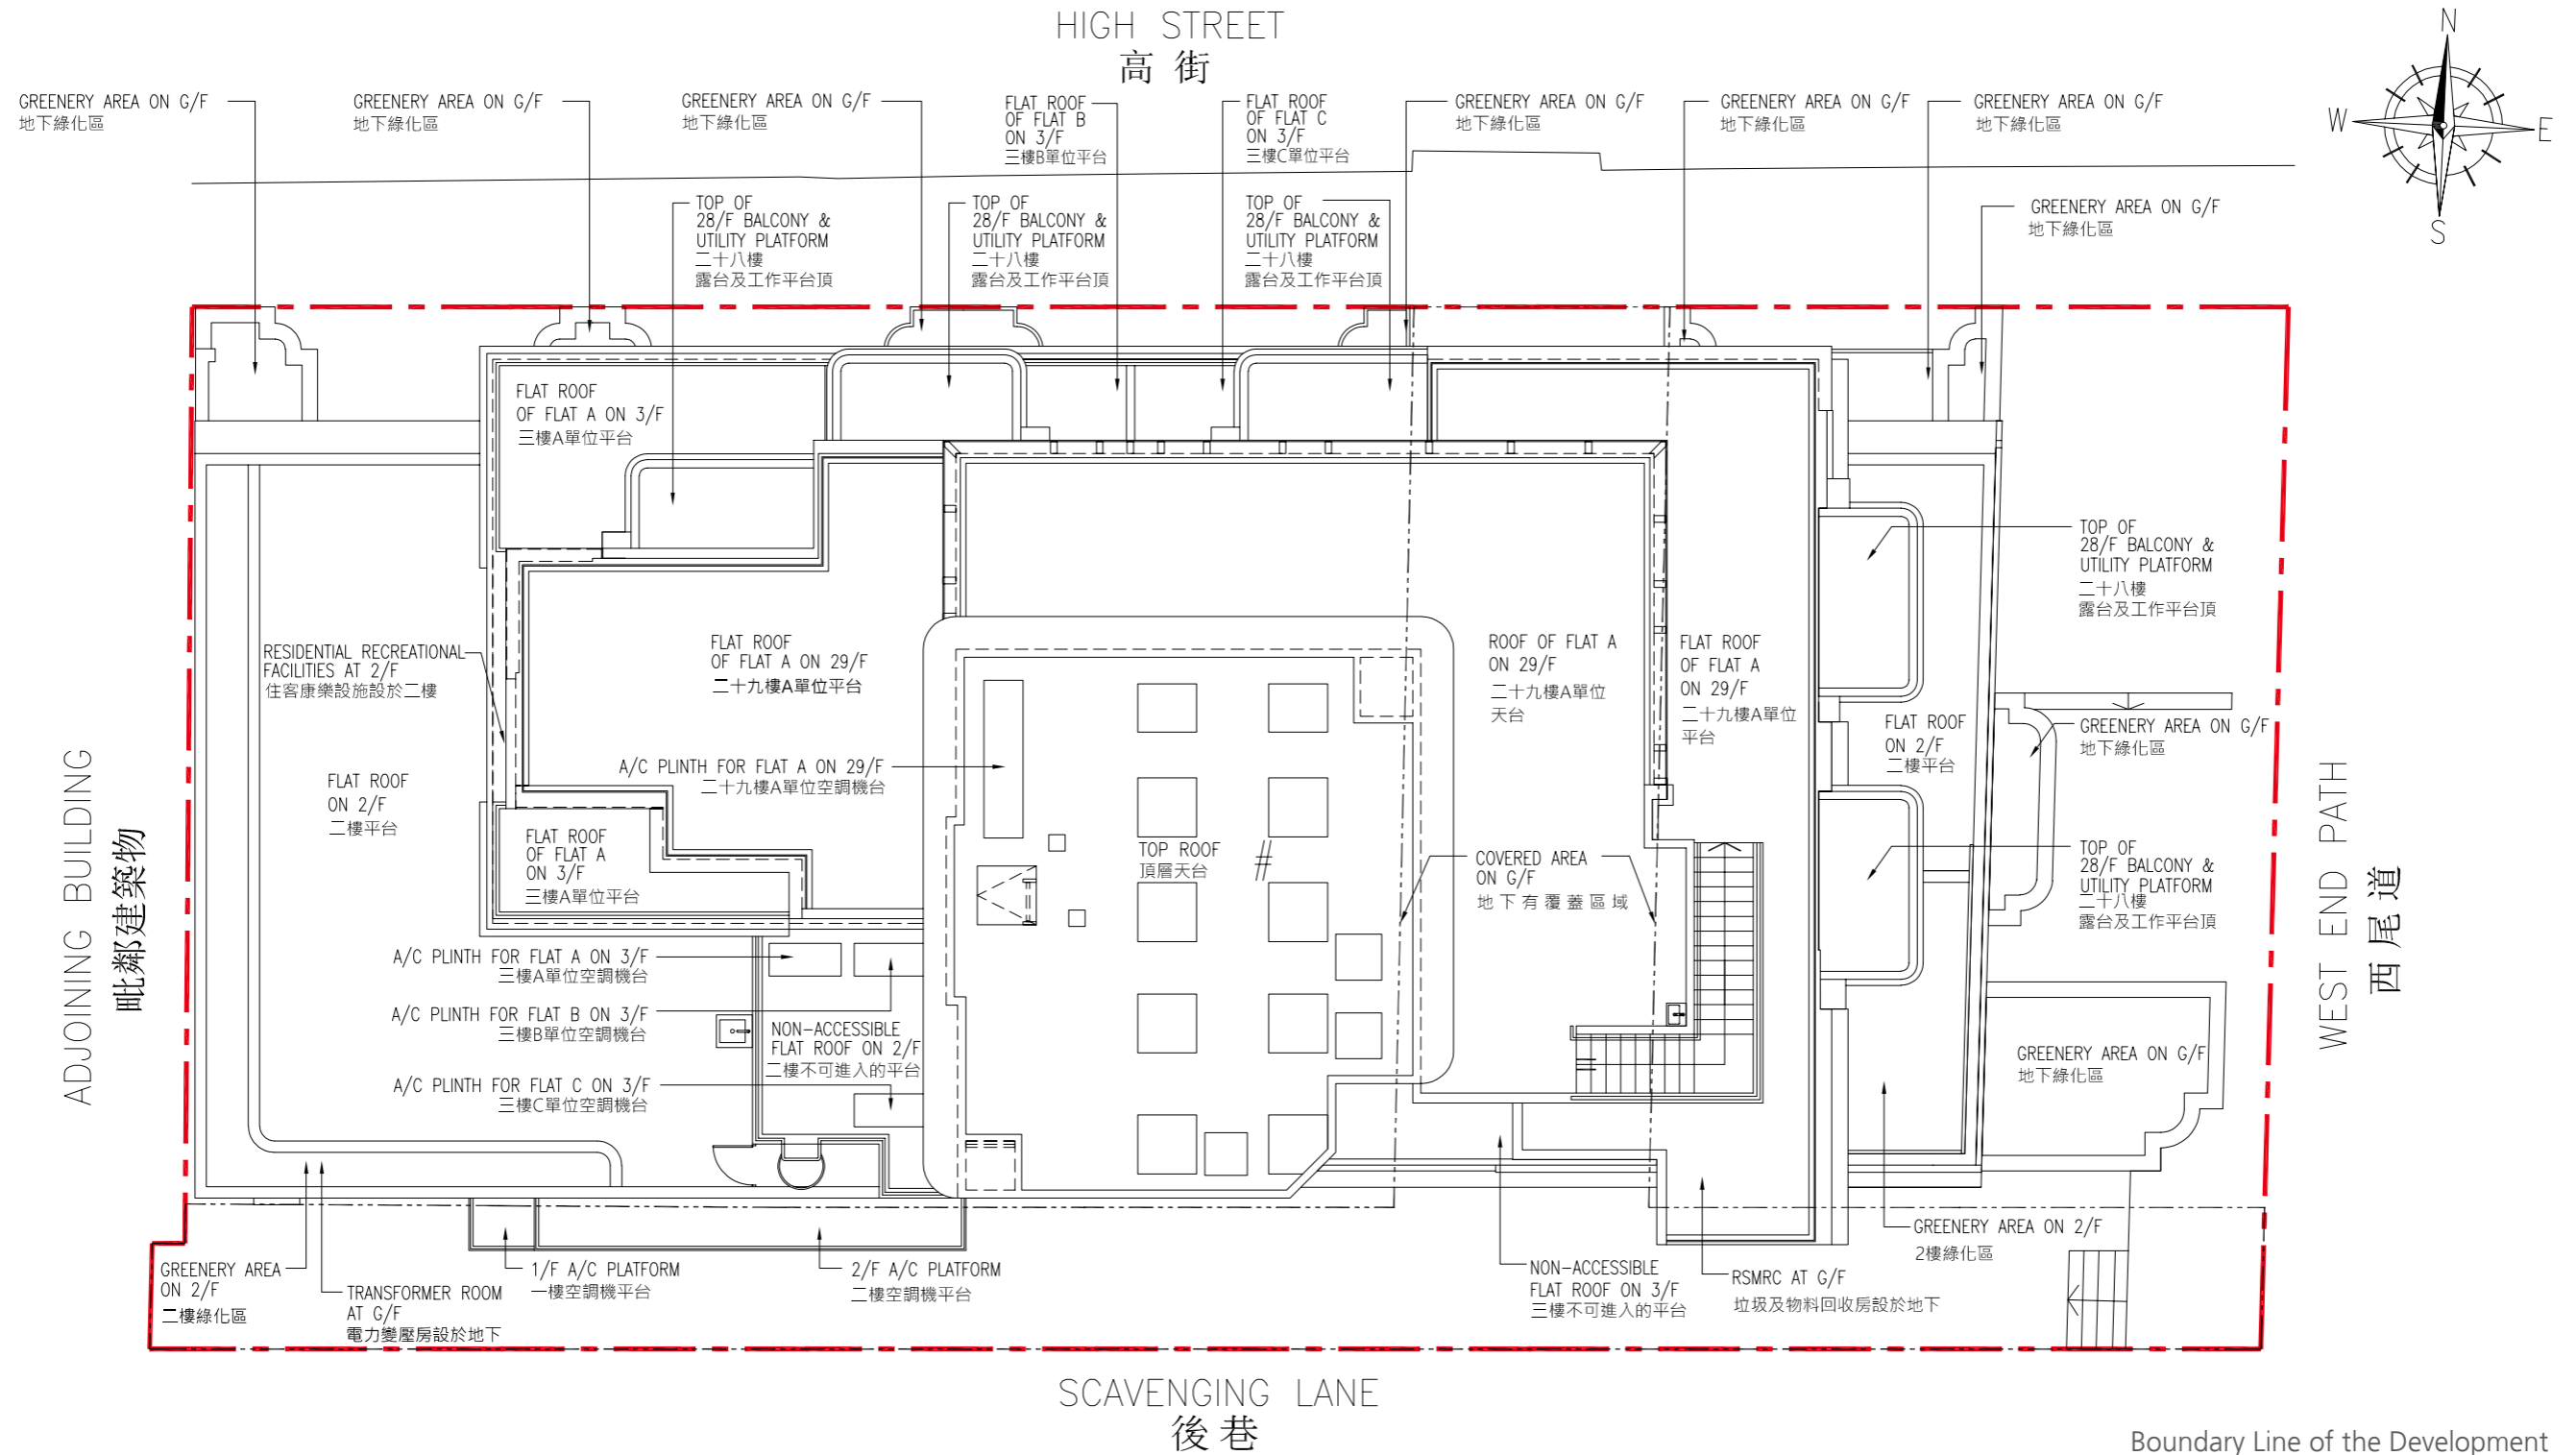 HIGH STREET
高街
N
W
E
S
GREENERY AREA ON G/F
地下綠化區
GREENERY AREA ON G/F
地下綠化區
GREENERY AREA ON G/F
地下綠化區
FLAT ROOF
OF FLAT B
ON 3/F
三樓B單位平台
FLAT ROOF
OF FLAT C
ON 3/F
三樓C單位平台
GREENERY AREA ON G/F
地下綠化區
GREENERY AREA ON G/F
地下綠化區
GREENERY AREA ON G/F
地下綠化區
TOP OF
28/F BALCONY &
UTILITY PLATFORM
二十八樓
露台及工作平台頂
TOP OF
28/F BALCONY &
UTILITY PLATFORM
二十八樓
露台及工作平台頂
TOP OF
28/F BALCONY &
UTILITY PLATFORM
二十八樓
露台及工作平台頂
GREENERY AREA ON G/F
地下綠化區
FLAT ROOF
OF FLAT A ON 3/F
三樓A單位平台
TOP OF
28/F BALCONY &
UTILITY PLATFORM
二十八樓
露台及工作平台頂
RESIDENTIAL RECREATIONAL
FACILITIES AT 2/F
住客康樂設施設於二樓
FLAT ROOF
OF FLAT A ON 29/F
二十九樓A單位平台
ROOF OF FLAT A
ON 29/F
二十九樓A單位
天台
FLAT ROOF
OF FLAT A
ON 29/F
二十九樓A單位
平台
FLAT ROOF
ON 2/F
二樓平台
GREENERY AREA ON G/F
地下綠化區
ADJOINING BUILDING
毗鄰建築物
FLAT ROOF
ON 2/F
二樓平台
A/C PLINTH FOR FLAT A ON 29/F
二十九樓A單位空調機台
FLAT ROOF
OF FLAT A
ON 3/F
三樓A單位平台
TOP ROOF
頂層天台
#
COVERED AREA
ON G/F
地下有覆蓋區域
TOP OF
28/F BALCONY &
UTILITY PLATFORM
二十八樓
露台及工作平台頂
WEST END PATH
西尾道
A/C PLINTH FOR FLAT A ON 3/F
三樓A單位空調機台
A/C PLINTH FOR FLAT B ON 3/F
三樓B單位空調機台
NON-ACCESSIBLE
FLAT ROOF ON 2/F
二樓不可進入的平台
A/C PLINTH FOR FLAT C ON 3/F
三樓C單位空調機台
GREENERY AREA ON G/F
地下綠化區
GREENERY AREA
ON 2/F
二樓綠化區
TRANSFORMER ROOM
AT G/F
電力變壓房設於地下
1/F A/C PLATFORM
一樓空調機平台
2/F A/C PLATFORM
二樓空調機平台
NON-ACCESSIBLE
FLAT ROOF ON 3/F
三樓不可進入的平台
RSMRC AT G/F
垃圾及物料回收房設於地下
GREENERY AREA ON 2/F
2樓綠化區
SCAVENGING LANE
後巷
Boundary Line of the Development